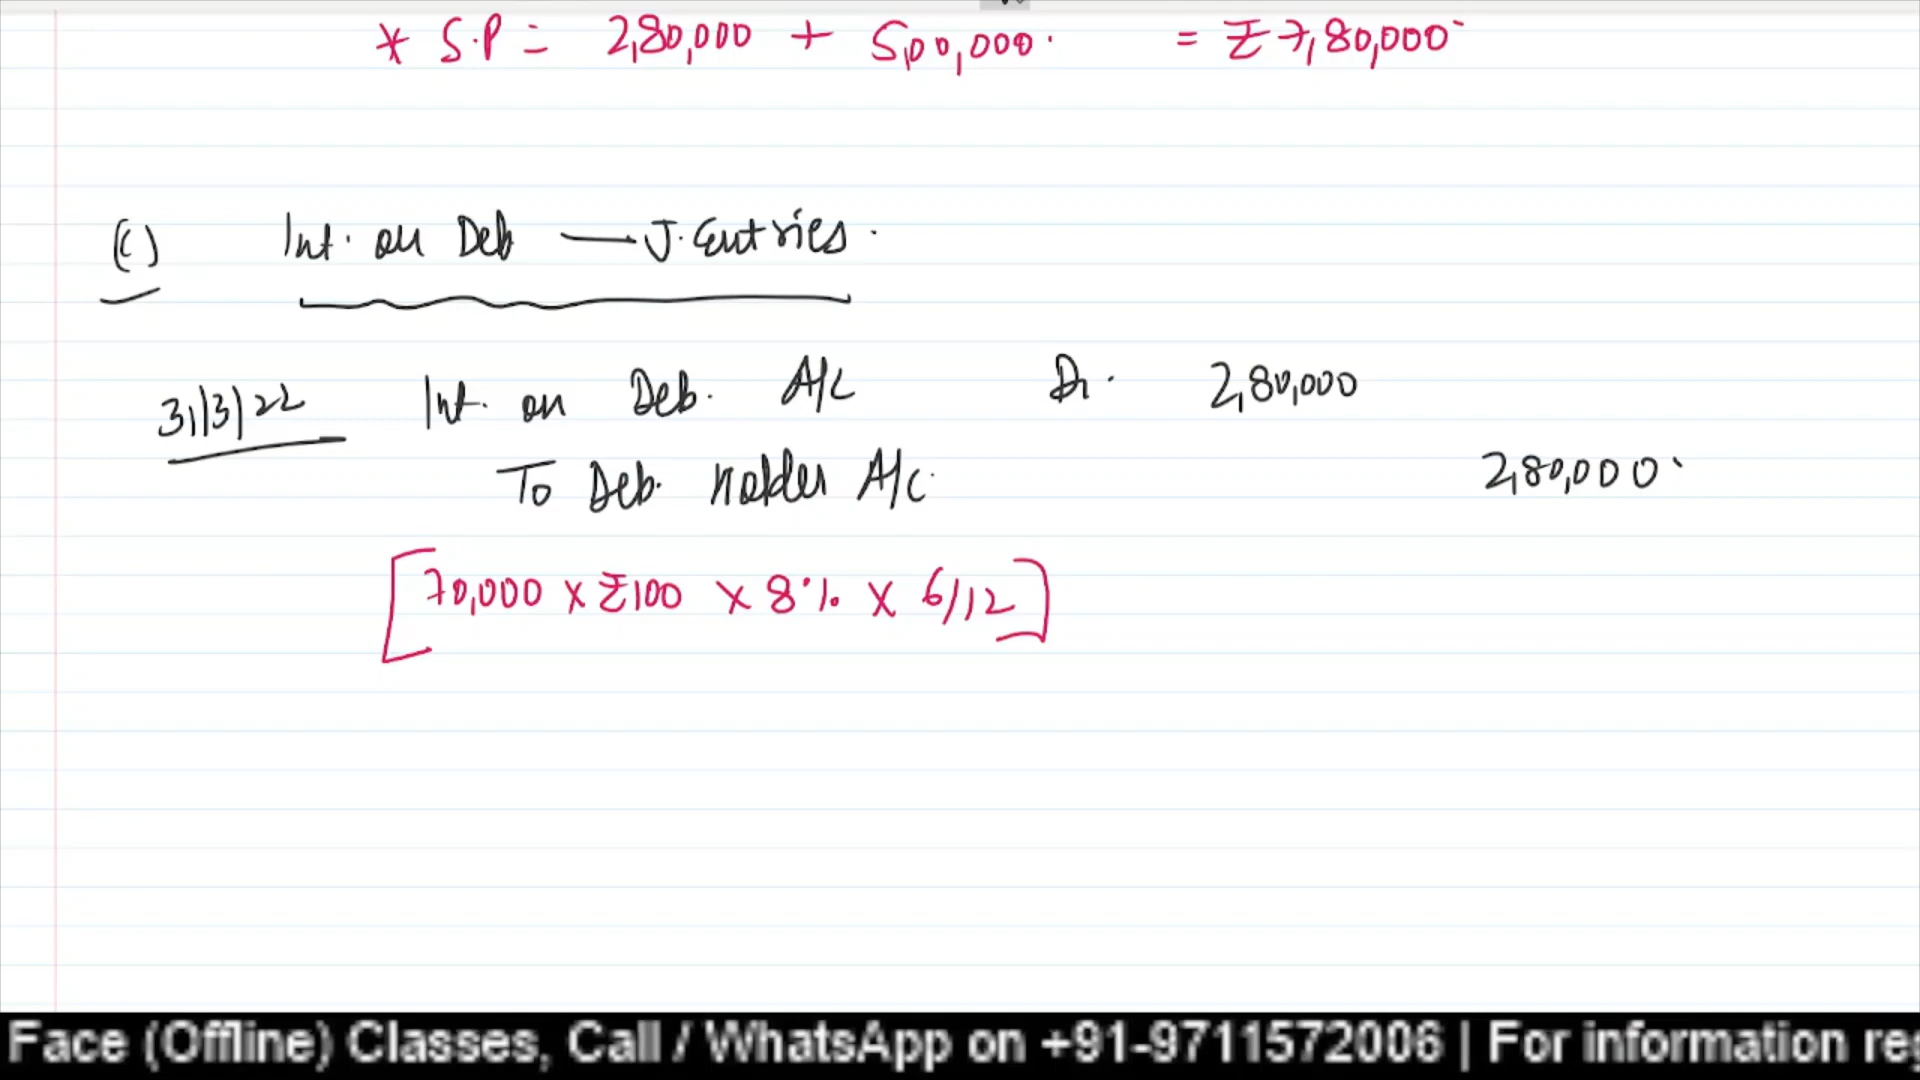 * S.P = 2,80,000 + 5,00,000. = ₹7,80,000
(C) Int. on Deb — J. Entries.
31/3/22 Int. on Deb. A/c Dr. 2,80,000
To Deb. Holder A/c. 2,80,000
[70,000 x ₹100 x 8% x 6/12]
Face (Offline) Classes, Call / WhatsApp on +91-9711572006 | For information reg